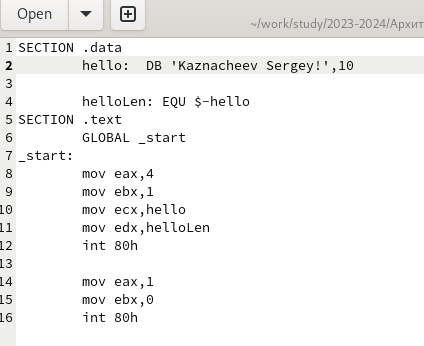 Open
~/work/study/2023-2024/Архит
1 SECTION .data
2 hello: DB 'Kaznacheev Sergey!',10
3
4 helloLen: EQU $-hello
5 SECTION .text
6 GLOBAL _start
7 _start:
8 mov eax,4
9 mov ebx,1
10 mov ecx,hello
11 mov edx,helloLen
12 int 80h
13
14 mov eax,1
15 mov ebx,0
16 int 80h